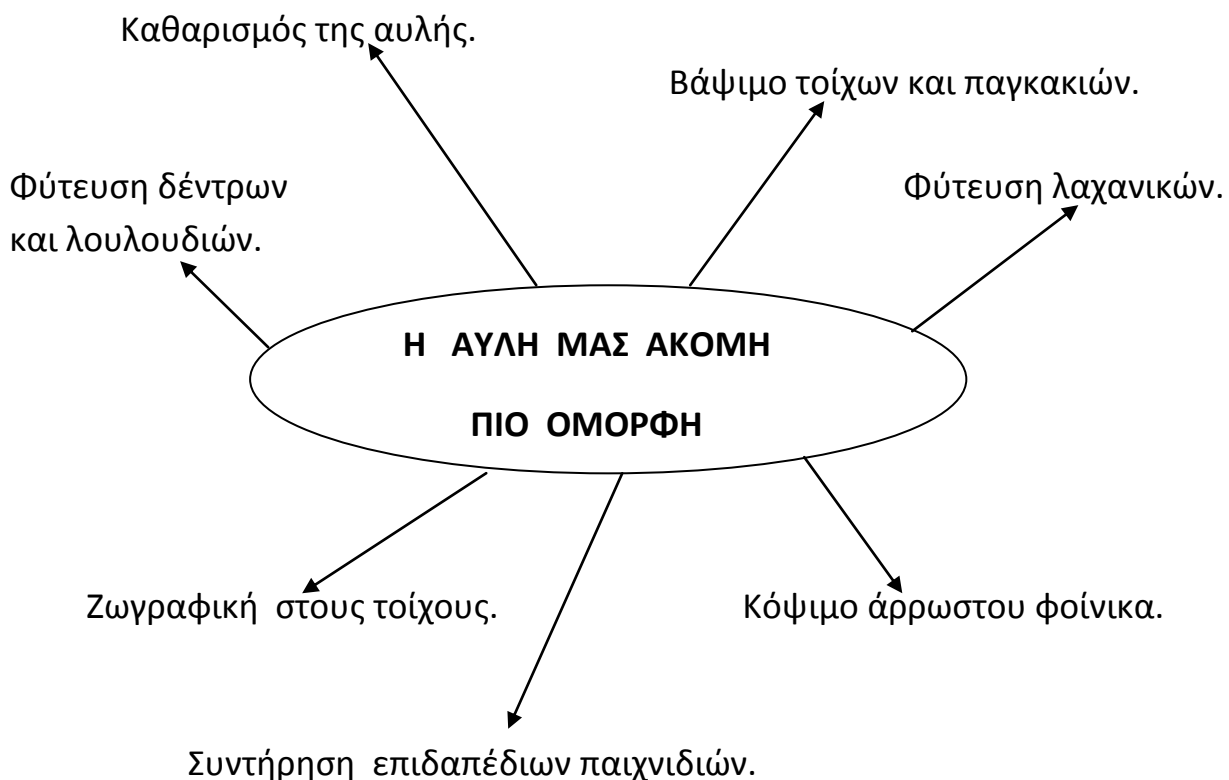 Καθαρισμός της αυλής.
Βάψιμο τοίχων και παγκακιών.
Φύτευση δέντρων
και λουλουδιών.
Φύτευση λαχανικών.
Η ΑΥΛΗ ΜΑΣ ΑΚΟΜΗ
ΠΙΟ ΟΜΟΡΦΗ
Ζωγραφική στους τοίχους.
Κόψιμο άρρωστου φοίνικα.
Συντήρηση επιδαπέδιων παιχνιδιών.